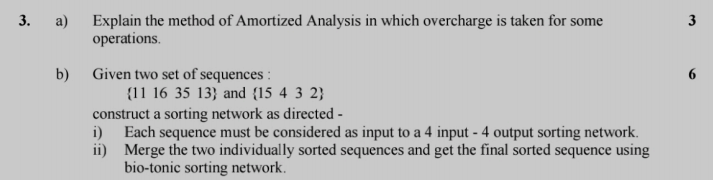 3. a) Explain the method of Amortized Analysis in which overcharge is taken for some 3
operations.
b) Given two set of sequences : 6
{11 16 35 13} and {15 4 3 2}
construct a sorting network as directed -
i) Each sequence must be considered as input to a 4 input - 4 output sorting network.
ii) Merge the two individually sorted sequences and get the final sorted sequence using
bio-tonic sorting network.